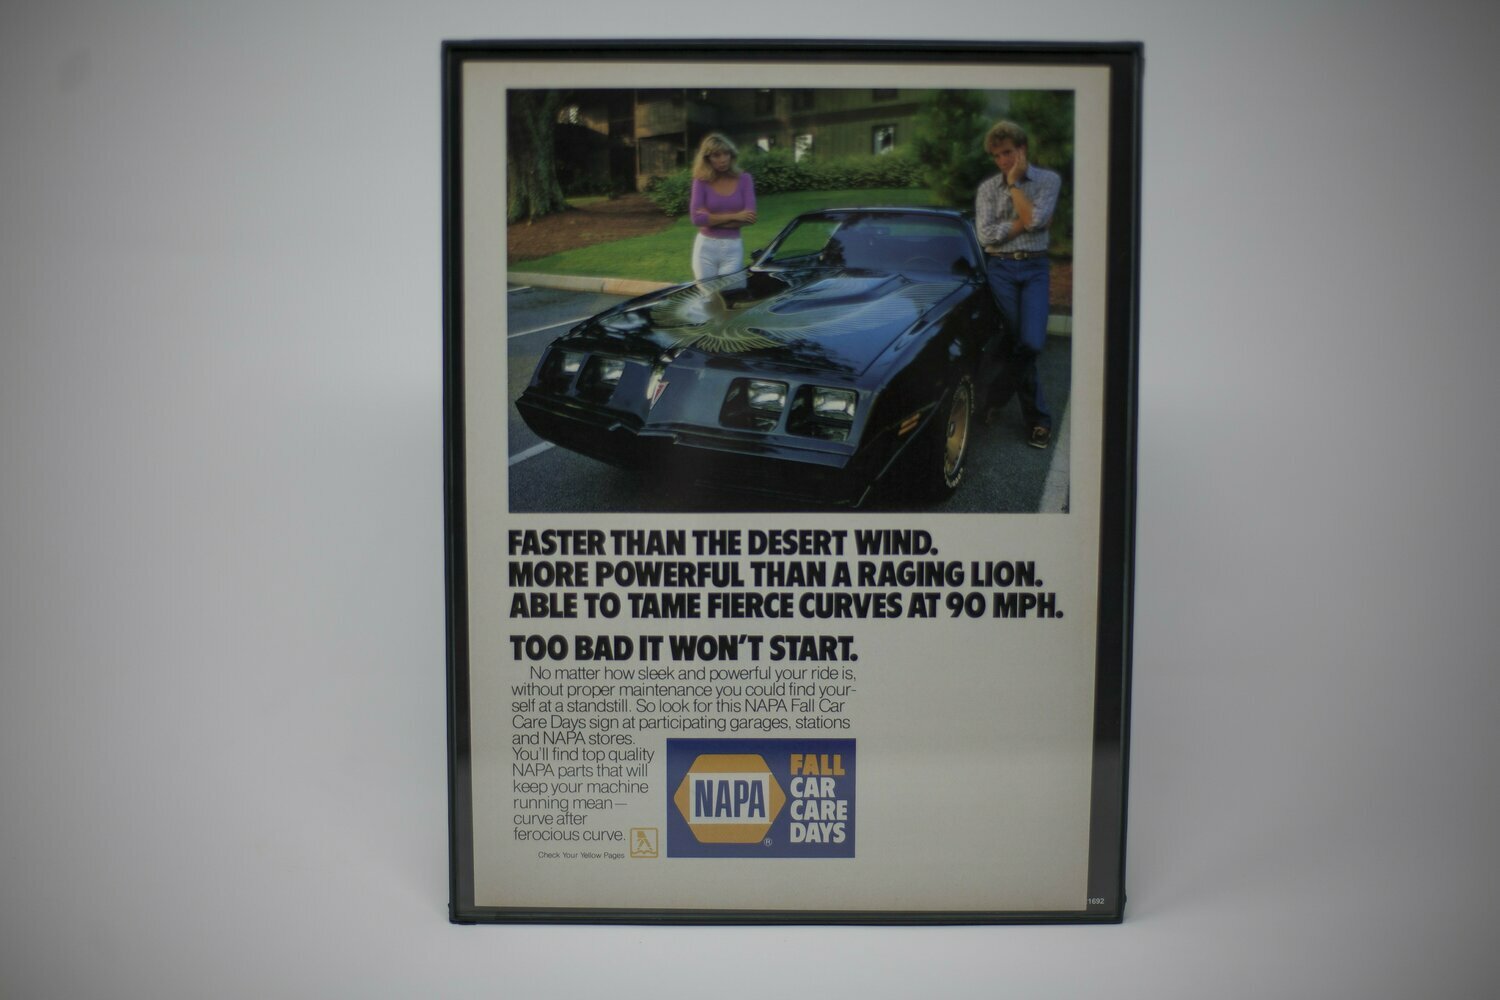 FASTER THAN THE DESERT WIND.
MORE POWERFUL THAN A RAGING LION.
ABLE TO TAME FIERCE CURVES AT 90 MPH.
TOO BAD IT WON'T START.
No matter how sleek and powerful your ride is,
without proper maintenance you could find your-
self at a standstill. So look for this NAPA Fall Car
Care Days sign at participating garages, stations
and NAPA stores.
You'll find top quality
NAPA parts that will
keep your machine
running mean—
curve after
ferocious curve.
Check Your Yellow Pages
NAPA
®
FALL
CAR
CARE
DAYS
1692